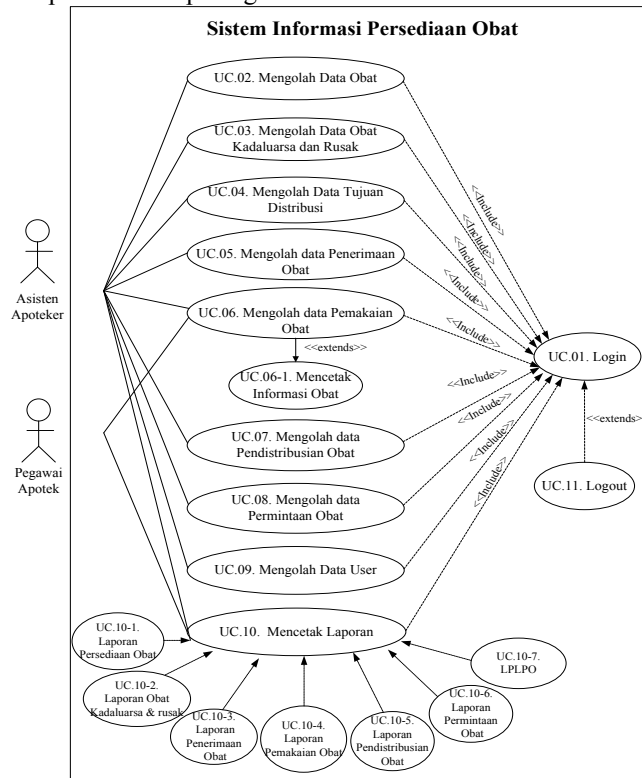 Sistem Informasi Persediaan Obat
UC.02. Mengolah Data Obat
UC.03. Mengolah Data Obat
Kadaluarsa dan Rusak
UC.04. Mengolah Data Tujuan
Distribusi
UC.05. Mengolah data Penerimaan
Obat
UC.06. Mengolah data Pemakaian
Obat
<<extends>>
UC.06-1. Mencetak
Informasi Obat
UC.07. Mengolah data
Pendistribusian Obat
UC.08. Mengolah data
Permintaan Obat
UC.09. Mengolah Data User
UC.10. Mencetak Laporan
Asisten
Apoteker
Pegawai
Apotek
<<Include>>
<<Include>>
<<Include>>
<<Include>>
<<Include>>
<<Include>>
<<Include>>
<<Include>>
<<Include>>
UC.01. Login
<<extends>>
UC.11. Logout
UC.10-1.
Laporan
Persediaan Obat
UC.10-2.
Laporan Obat
Kadaluarsa & rusak
UC.10-3.
Laporan
Penerimaan
Obat
UC.10-4.
Laporan
Pemakaian Obat
UC.10-5.
Laporan
Pendistribusian
Obat
UC.10-6.
Laporan
Permintaan
Obat
UC.10-7.
LPLPO